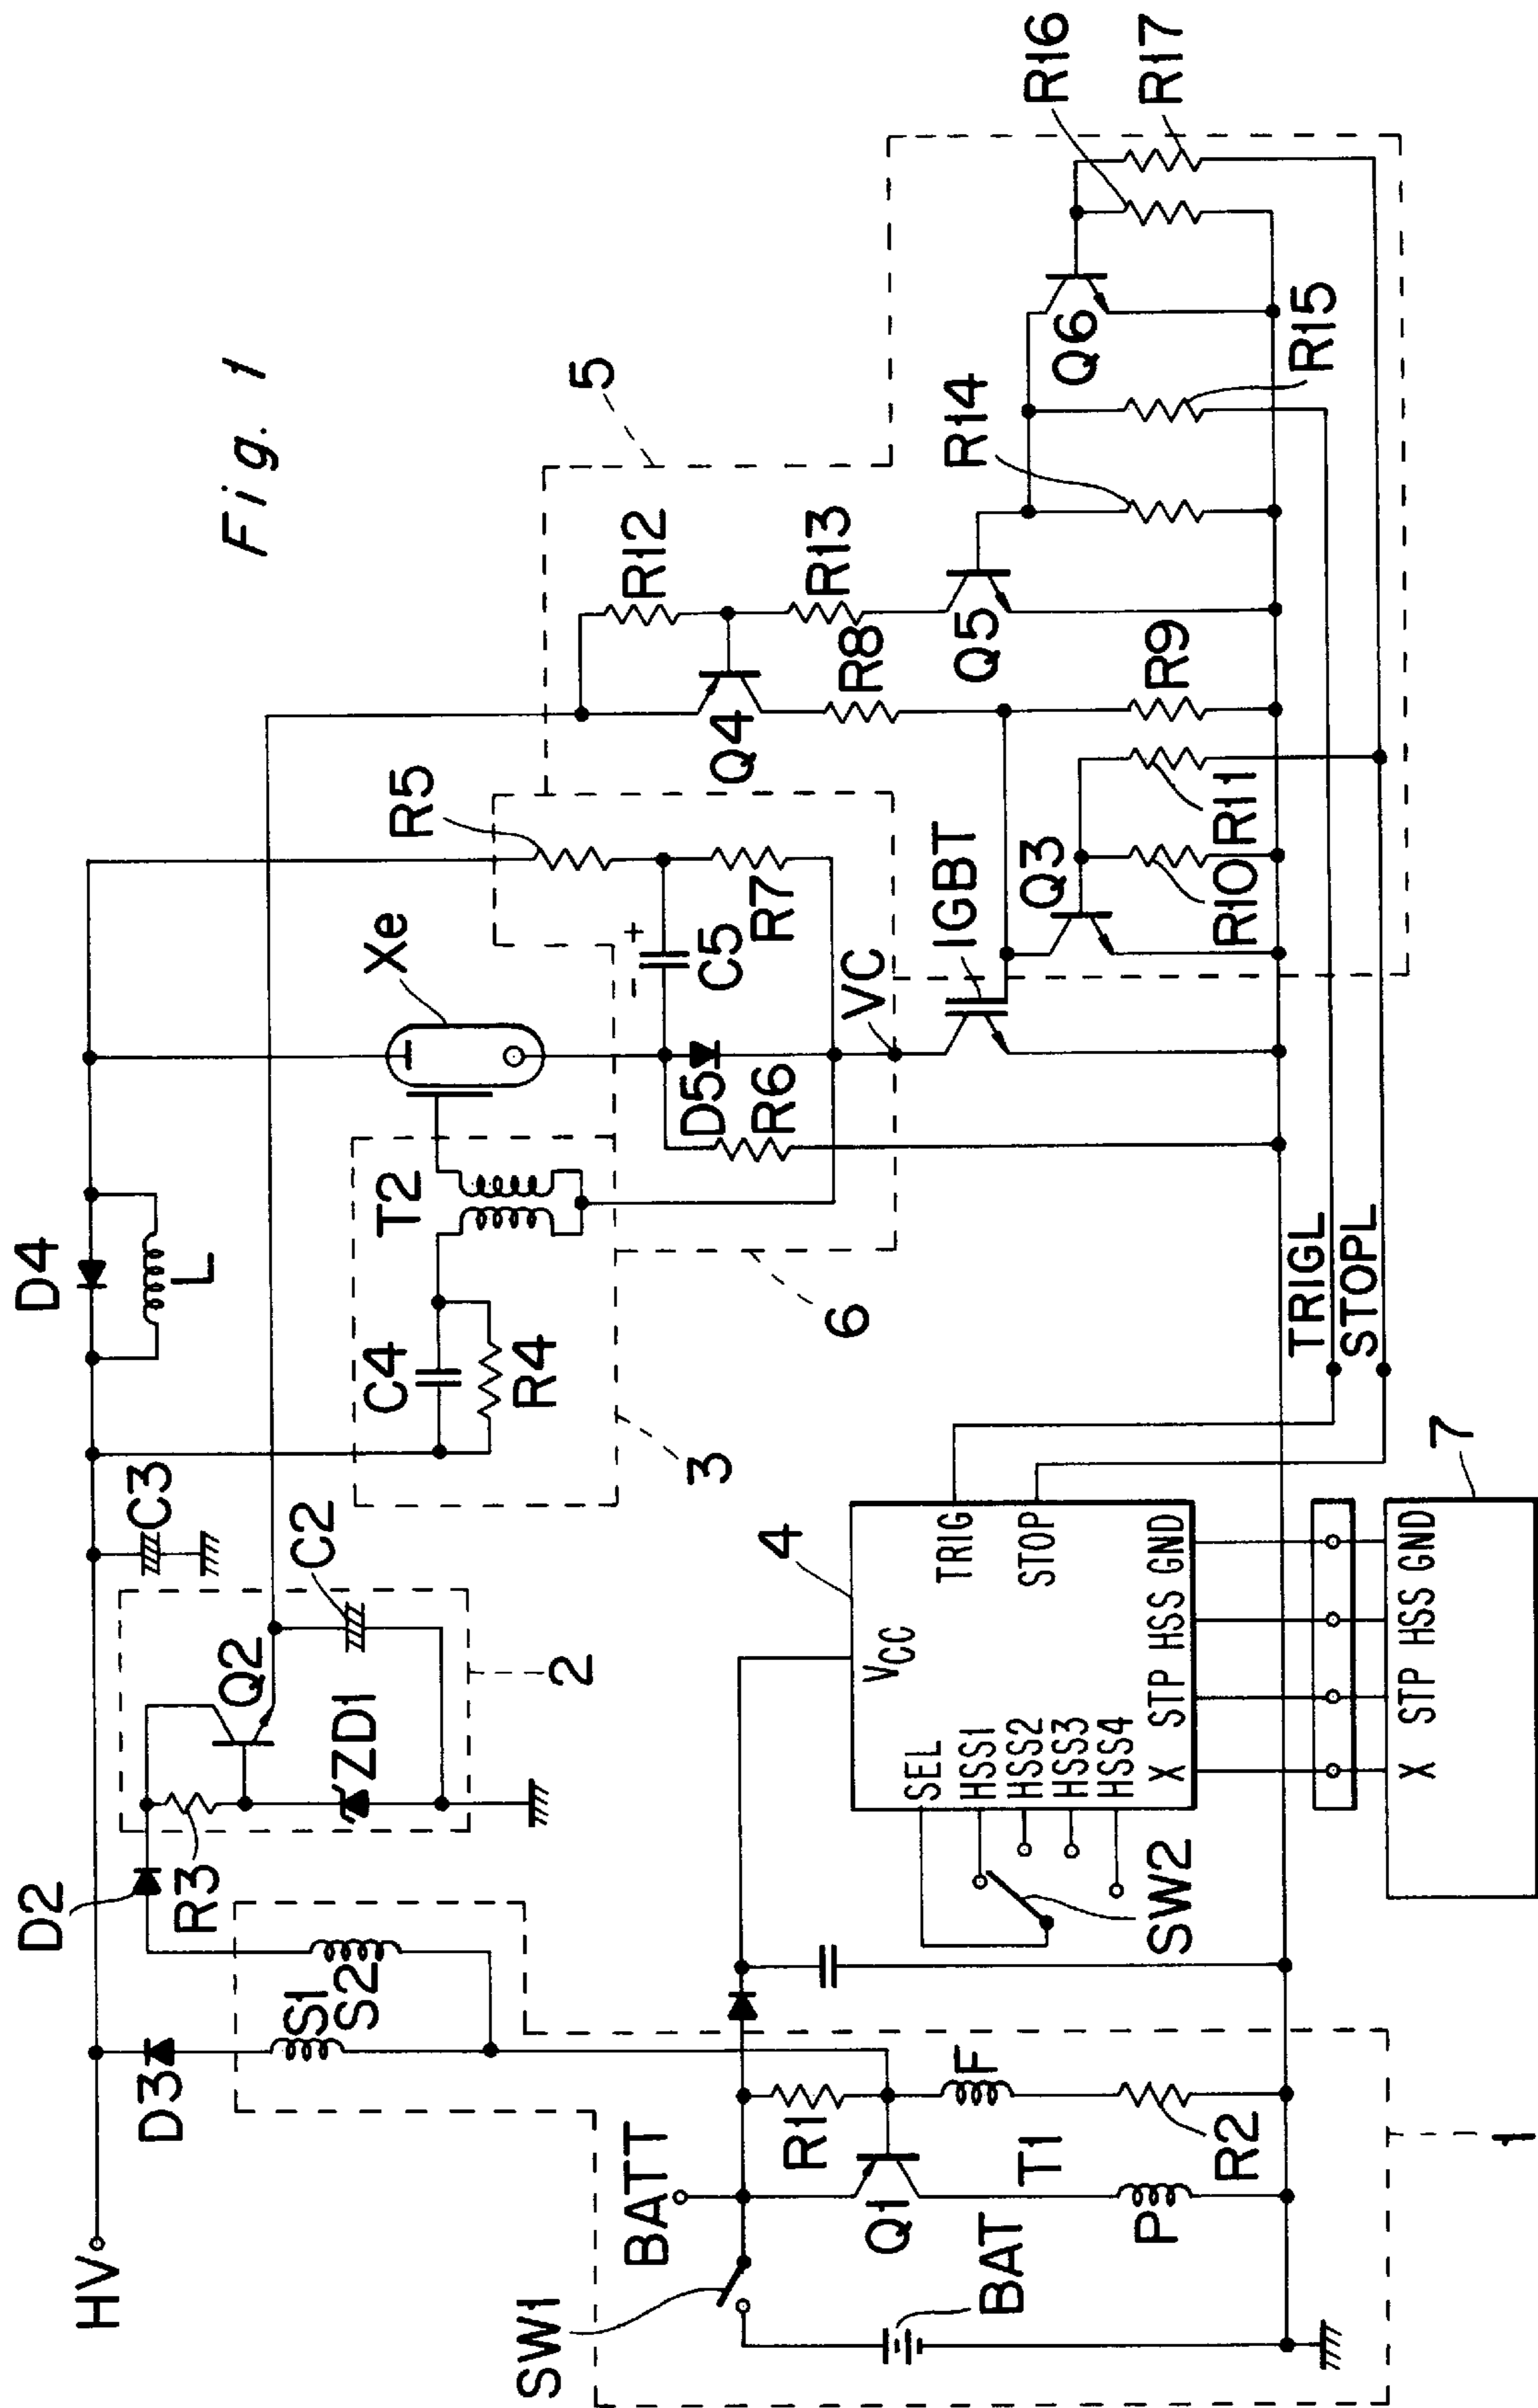 Fig. 1
HV
D3
D2
R3
S1
S2
Q2
ZD1
C2
2
C3
D4
L
C4
R4
T2
3
6
Xe
R5
C5
+
-
R7
D5
R6
VC
IGBT
5
R12
R13
Q4
R8
Q5
R14
R15
Q6
R16
R17
R9
Q3
R10
R11
TRIGL
STOPL
SW1
BATT
R1
Q1
F
T1
BAT
P
R2
1
4
VCC
TRIG
STOP
SEL
HSS1
HSS2
HSS3
HSS4
SW2
X STP HSS GND
X STP HSS GND
7